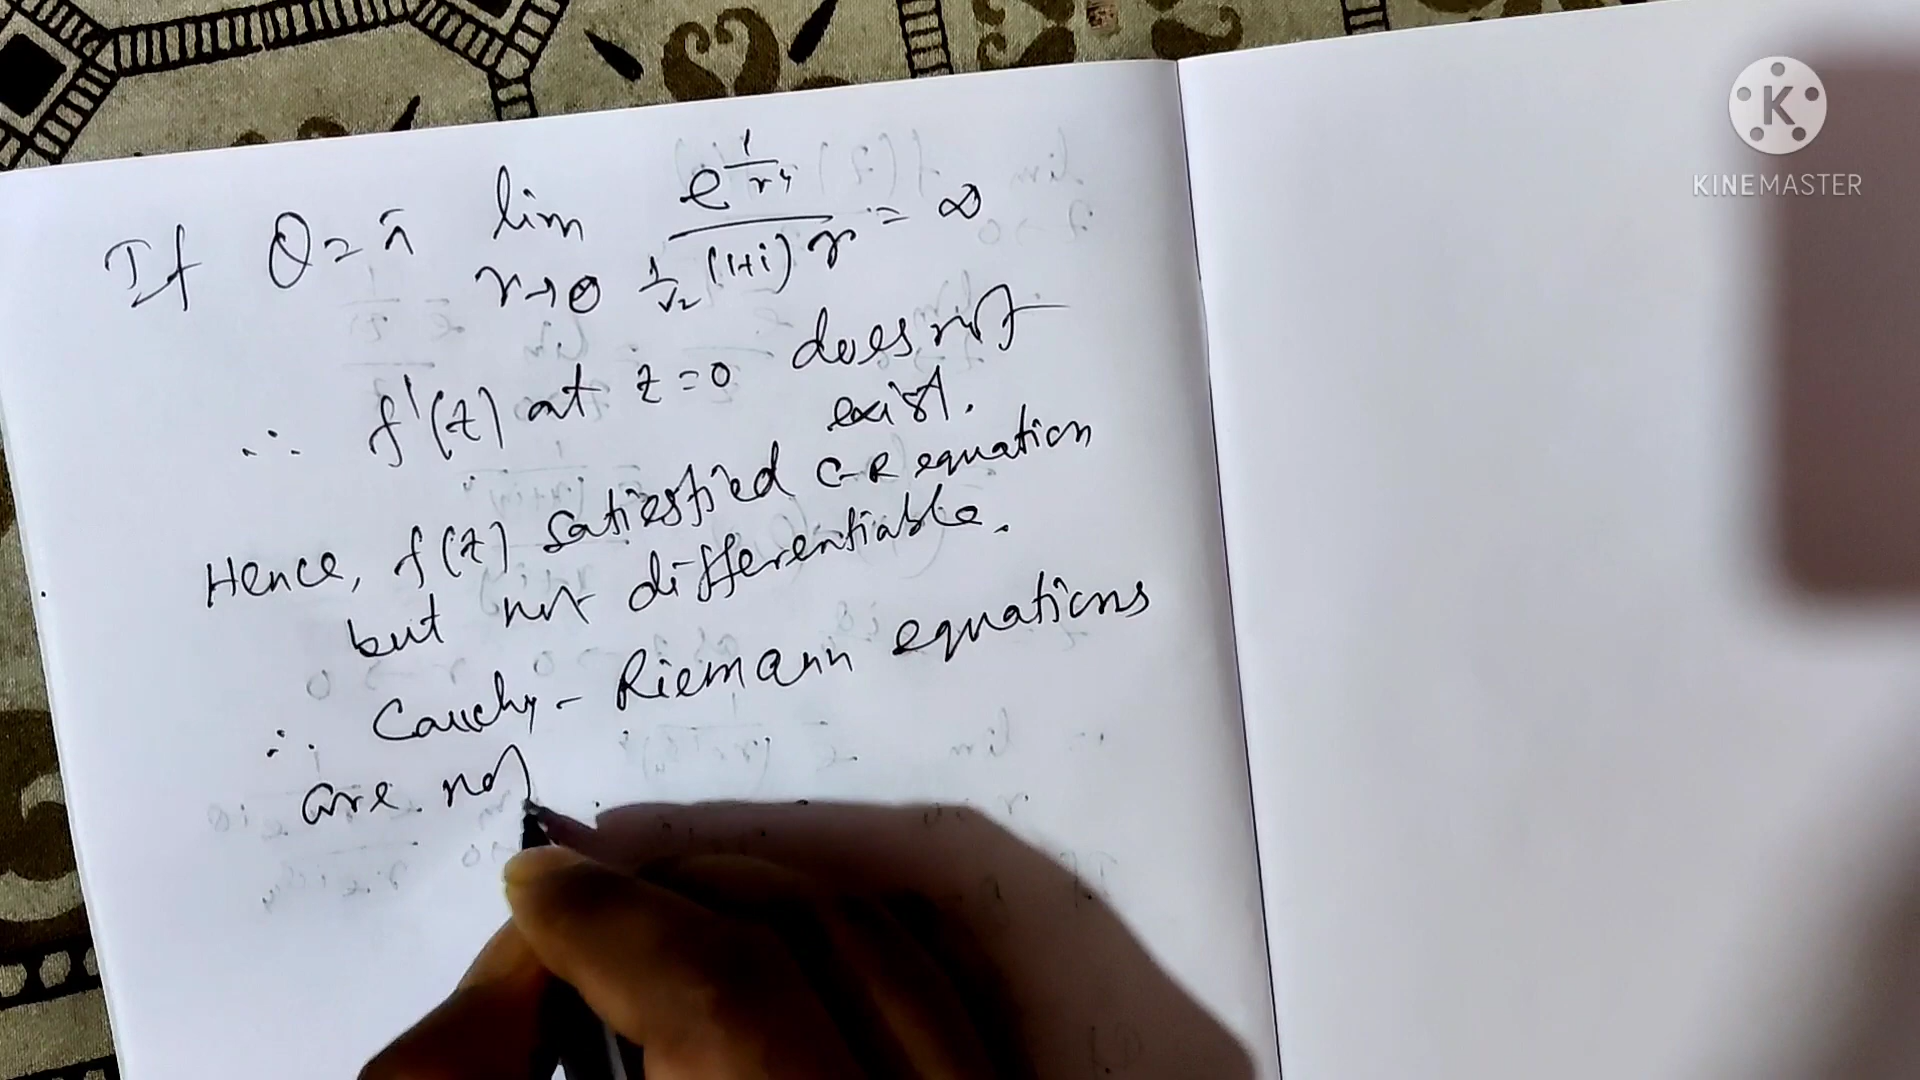 If θ = π lim r→0 e^(1/r⁴) / (1/√2 (1+i) r) = ∞
∴ f'(z) at z = 0 does not
exist.
Hence, f(z) satiesfied C-R equation
but not differentiable.
∴ Cauchy - Riemann equations
are not
K
KINEMASTER